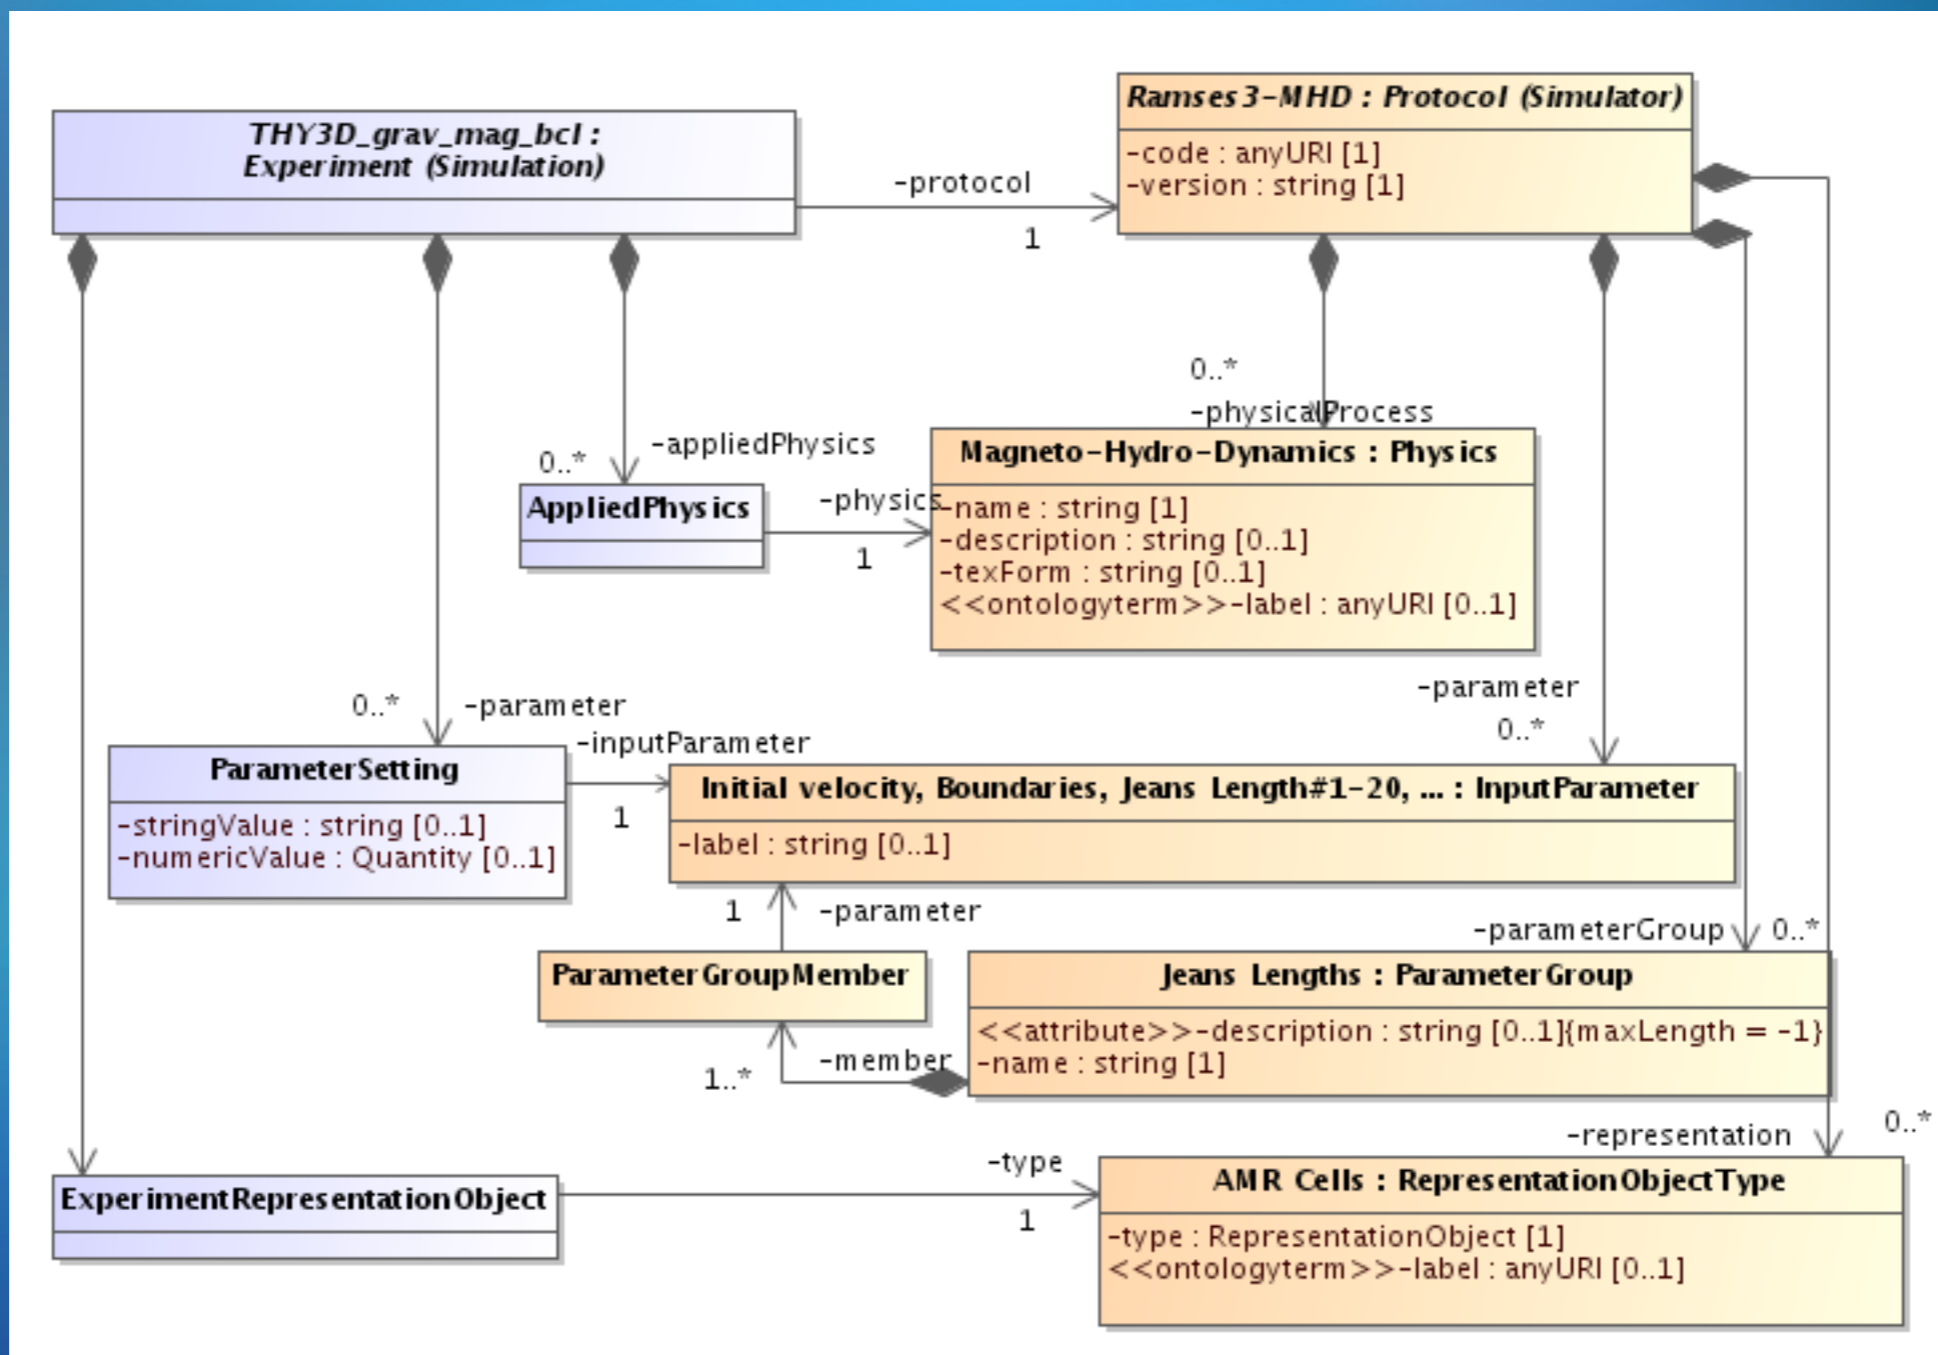 THY3D_grav_mag_bcl :
Experiment (Simulation)
-protocol
1
Ramses3-MHD : Protocol (Simulator)
-code : anyURI [1]
-version : string [1]
0..*
-physicalProcess
0..*
-appliedPhysics
AppliedPhysics
-physics
1
Magneto-Hydro-Dynamics : Physics
-name : string [1]
-description : string [0..1]
-texForm : string [0..1]
<<ontologyterm>>-label : anyURI [0..1]
0..*
-parameter
-parameter
0..*
ParameterSetting
-stringValue : string [0..1]
-numericValue : Quantity [0..1]
-inputParameter
1
Initial velocity, Boundaries, Jeans Length#1-20, ... : InputParameter
-label : string [0..1]
1
-parameter
-parameterGroup
0..*
ParameterGroupMember
Jeans Lengths : ParameterGroup
<<attribute>>-description : string [0..1]{maxLength = -1}
-name : string [1]
-member
1..*
-representation
0..*
ExperimentRepresentationObject
-type
1
AMR Cells : RepresentationObjectType
-type : RepresentationObject [1]
<<ontologyterm>>-label : anyURI [0..1]